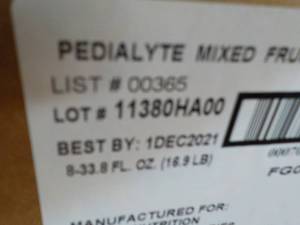 PEDIALYTE MIXED FRU
LIST # 00365
LOT # 11380HA00
BEST BY: 1DEC2021
8-33.8 FL. OZ. (16.9 LB)
FG0
MANUFACTURED FOR: